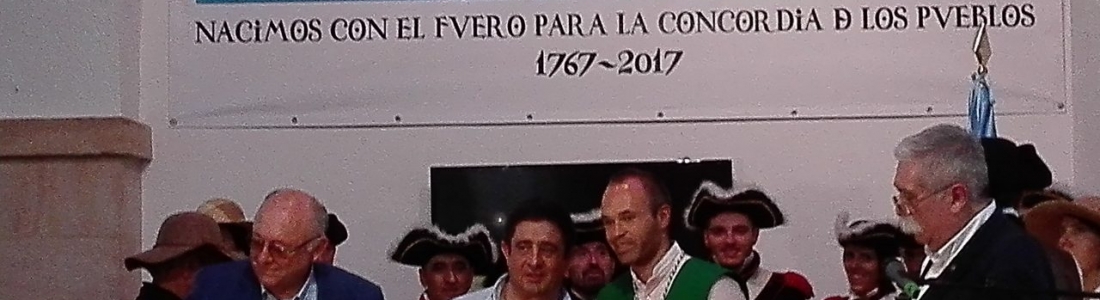 NACiMOS CON EL FVERO PARA LA CONCORDiA Đ LOS PVEBLOS
1767~2017